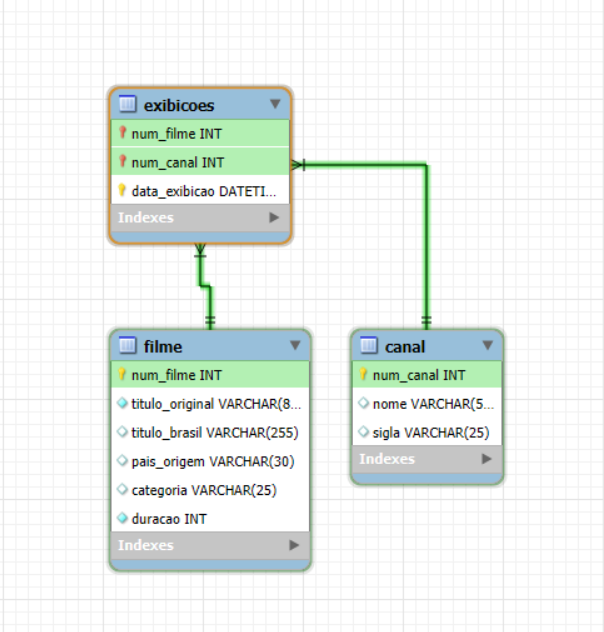 exibicoes
num_filme INT
num_canal INT
data_exibicao DATETI...
Indexes
filme
num_filme INT
titulo_original VARCHAR(8...
titulo_brasil VARCHAR(255)
pais_origem VARCHAR(30)
categoria VARCHAR(25)
duracao INT
Indexes
canal
num_canal INT
nome VARCHAR(5...
sigla VARCHAR(25)
Indexes